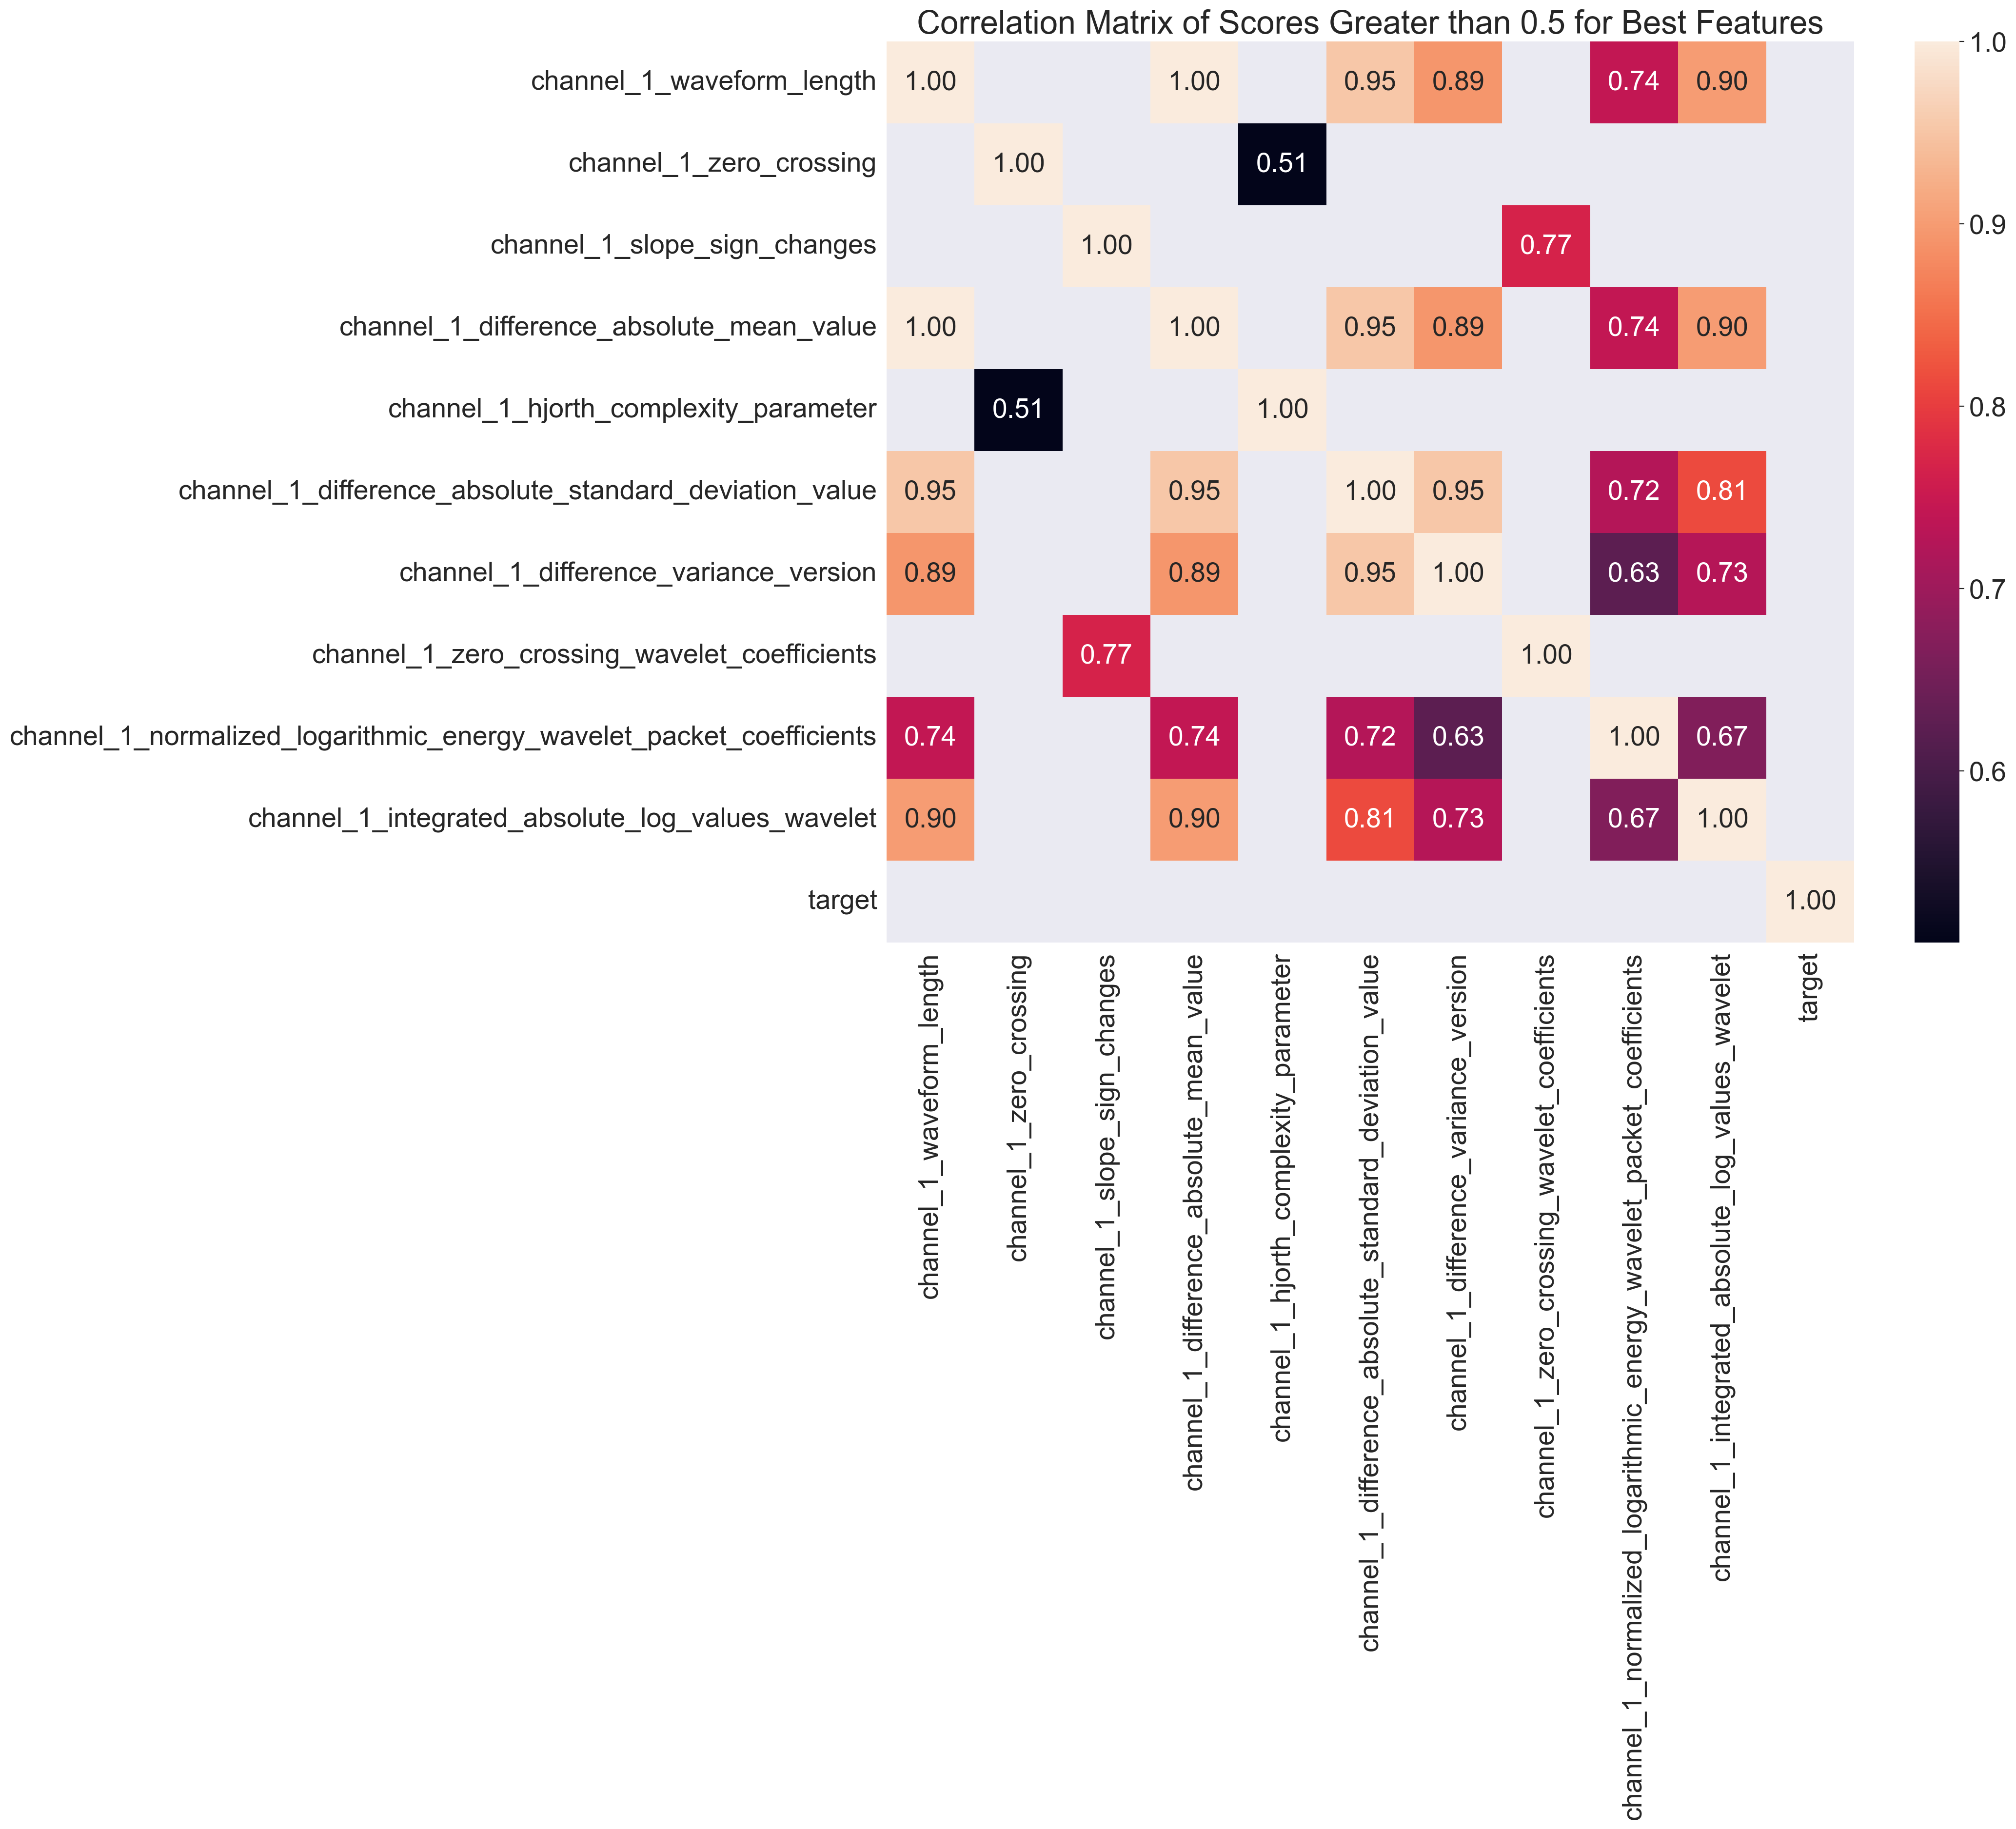 Correlation Matrix of Scores Greater than 0.5 for Best Features
channel_1_waveform_length 1.00 1.00 0.95 0.89 0.74 0.90
channel_1_zero_crossing 1.00 0.51
channel_1_slope_sign_changes 1.00 0.77
channel_1_difference_absolute_mean_value 1.00 1.00 0.95 0.89 0.74 0.90
channel_1_hjorth_complexity_parameter 0.51 1.00
channel_1_difference_absolute_standard_deviation_value 0.95 0.95 1.00 0.95 0.72 0.81
channel_1_difference_variance_version 0.89 0.89 0.95 1.00 0.63 0.73
channel_1_zero_crossing_wavelet_coefficients 0.77 1.00
channel_1_normalized_logarithmic_energy_wavelet_packet_coefficients 0.74 0.74 0.72 0.63 1.00 0.67
channel_1_integrated_absolute_log_values_wavelet 0.90 0.90 0.81 0.73 0.67 1.00
target 1.00
channel_1_waveform_length
channel_1_zero_crossing
channel_1_slope_sign_changes
channel_1_difference_absolute_mean_value
channel_1_hjorth_complexity_parameter
channel_1_difference_absolute_standard_deviation_value
channel_1_difference_variance_version
channel_1_zero_crossing_wavelet_coefficients
channel_1_normalized_logarithmic_energy_wavelet_packet_coefficients
channel_1_integrated_absolute_log_values_wavelet
target
1.0
0.9
0.8
0.7
0.6